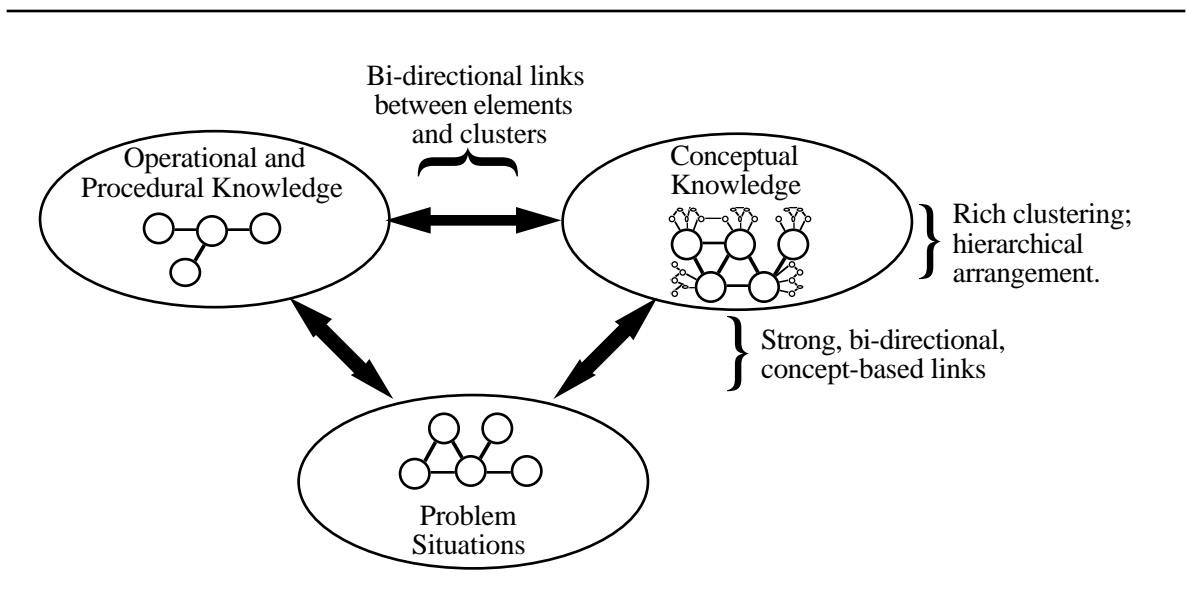 Bi-directional links
between elements
and clusters
Operational and
Procedural Knowledge
Conceptual
Knowledge
Rich clustering;
hierarchical
arrangement.
Strong, bi-directional,
concept-based links
Problem
Situations